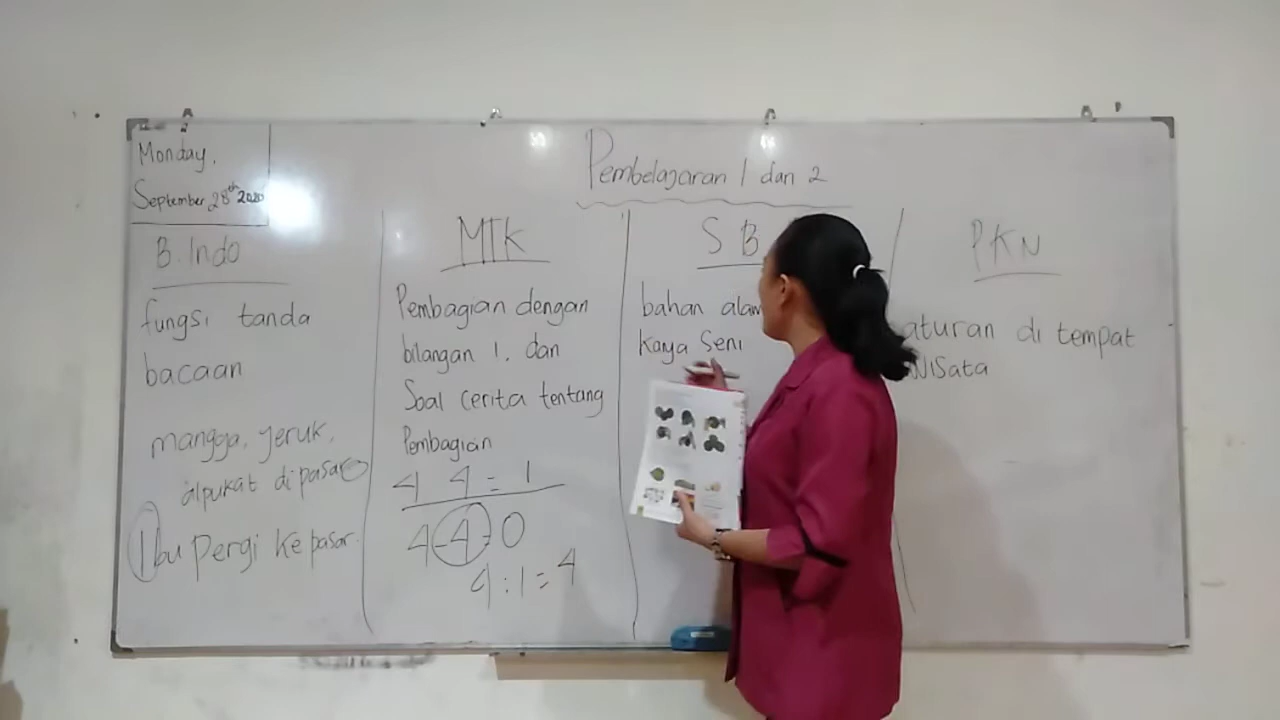 Monday,
September 28th 2020
Pembelajaran 1 dan 2
B. Indo
fungsi tanda
bacaan
mangga, jeruk,
alpukat di pasar
Ibu pergi ke pasar.
MTK
Pembagian dengan
bilangan 1. dan
Soal cerita tentang
Pembagian
4 4 = 1
4 - 4 = 0
4 : 1 = 4
SB
bahan alam
karya Seni
PKN
aturan di tempat
wisata